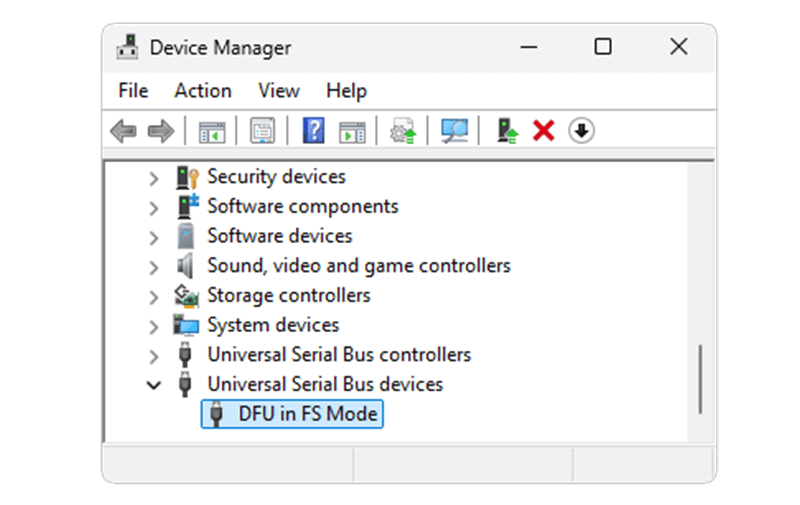 Device Manager
File Action View Help
Security devices
Software components
Software devices
Sound, video and game controllers
Storage controllers
System devices
Universal Serial Bus controllers
Universal Serial Bus devices
DFU in FS Mode